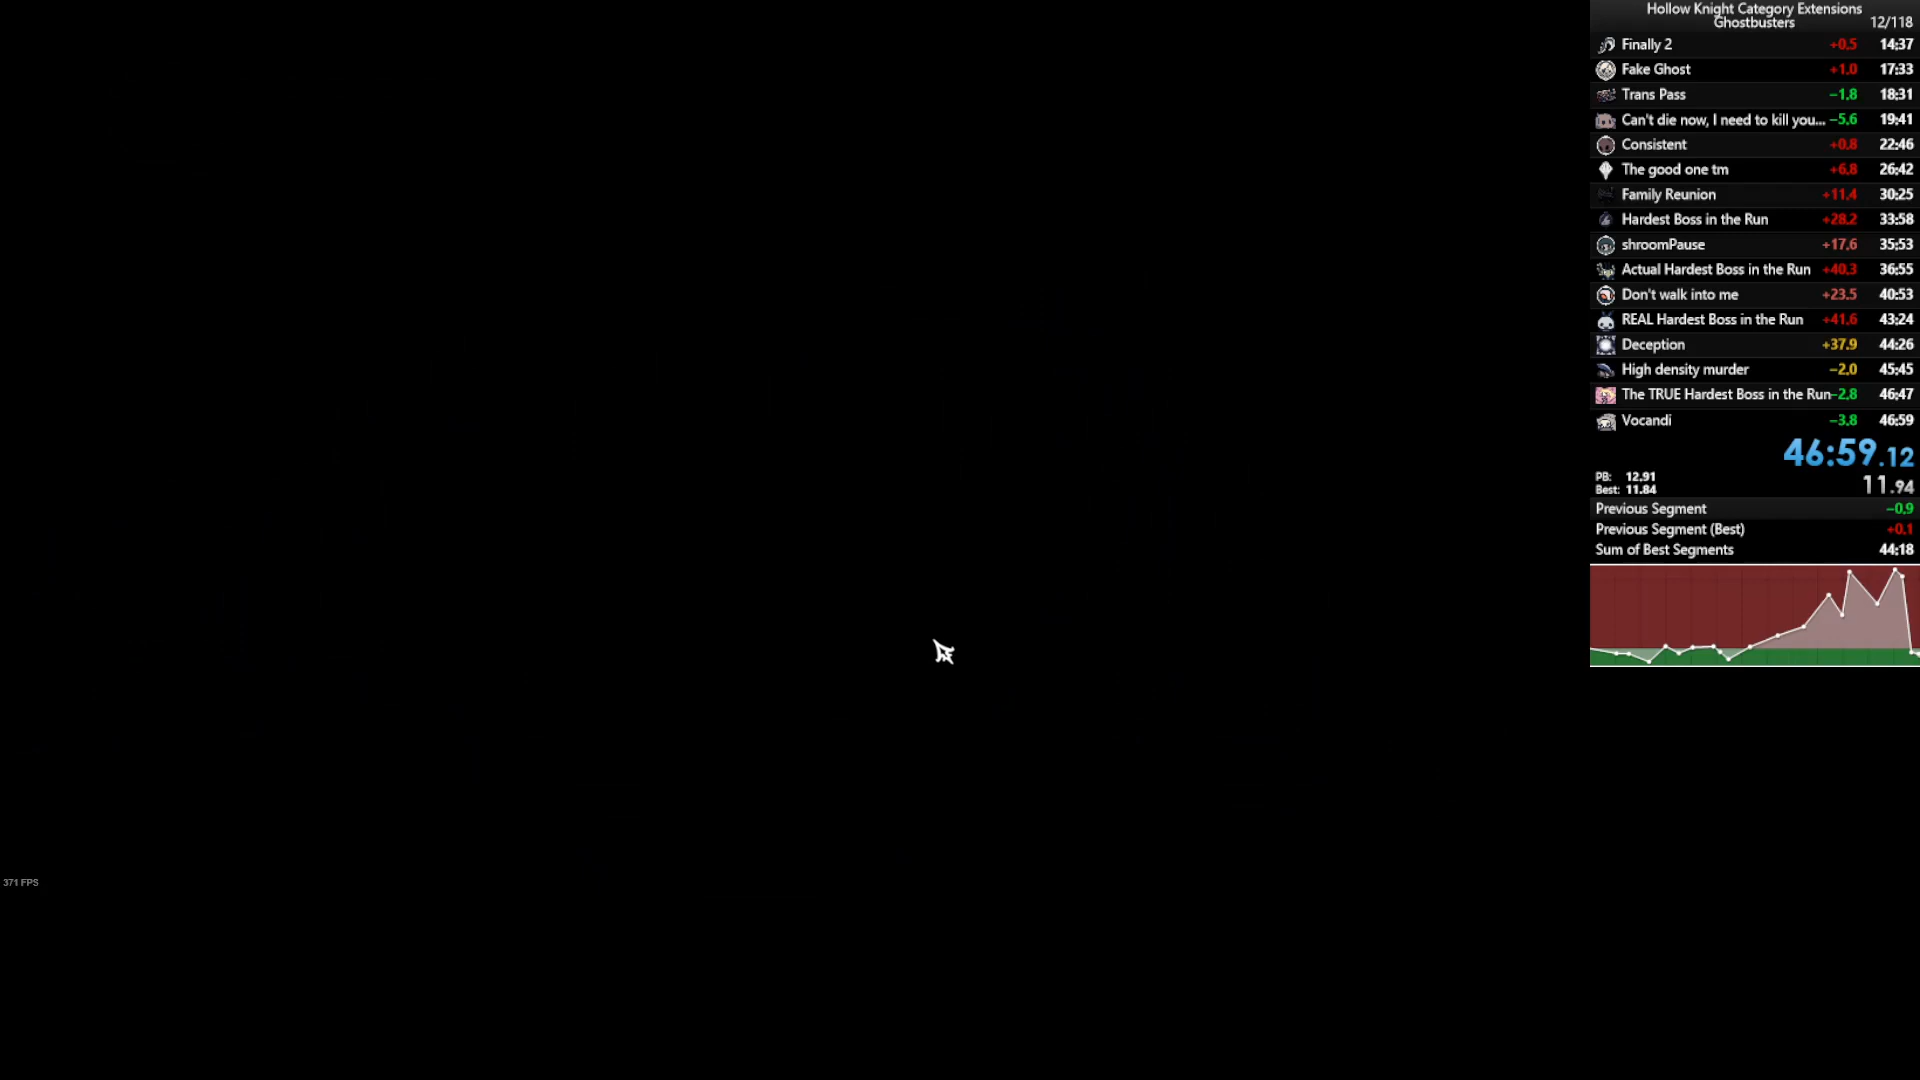 Hollow Knight Category Extensions
Ghostbusters 12/118
Finally 2 +0.5 14:37
Fake Ghost +1.0 17:33
Trans Pass −1.8 18:31
Can't die now, I need to kill you... −5.6 19:41
Consistent +0.8 22:46
The good one tm +6.8 26:42
Family Reunion +11.4 30:25
Hardest Boss in the Run +28.2 33:58
shroomPause +17.6 35:53
Actual Hardest Boss in the Run +40.3 36:55
Don't walk into me +23.5 40:53
REAL Hardest Boss in the Run +41.6 43:24
Deception +37.9 44:26
High density murder −2.0 45:45
The TRUE Hardest Boss in the Run −2.8 46:47
Vocandi −3.8 46:59
46:59.12
PB: 12.91
Best: 11.84
11.94
Previous Segment −0.9
Previous Segment (Best) +0.1
Sum of Best Segments 44:18
371 FPS